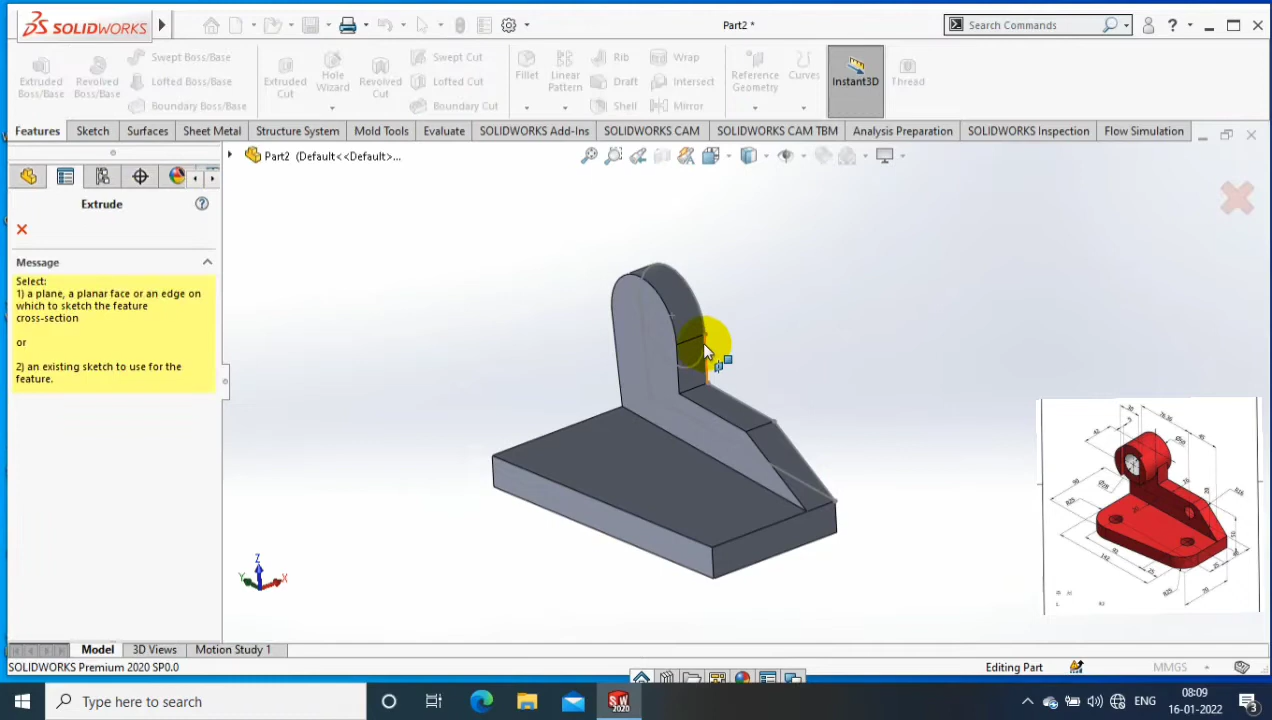 SOLIDWORKS
Part2 *
Search Commands
Extruded Boss/Base
Revolved Boss/Base
Swept Boss/Base
Lofted Boss/Base
Boundary Boss/Base
Extruded Cut
Hole Wizard
Revolved Cut
Swept Cut
Lofted Cut
Boundary Cut
Fillet
Linear Pattern
Rib
Draft
Shell
Wrap
Intersect
Mirror
Reference Geometry
Curves
Instant3D
Thread
Features Sketch Surfaces Sheet Metal Structure System Mold Tools Evaluate SOLIDWORKS Add-Ins SOLIDWORKS CAM SOLIDWORKS CAM TBM Analysis Preparation SOLIDWORKS Inspection Flow Simulation
Part2 (Default<<Default>...
Extrude
Message
Select:
1) a plane, a planar face or an edge on
which to sketch the feature
cross-section
or
2) an existing sketch to use for the
feature.
Z
Y
X
Model 3D Views Motion Study 1
SOLIDWORKS Premium 2020 SP0.0
Editing Part
MMGS
Type here to search
SW
2020
ENG
08:09
16-01-2022
3